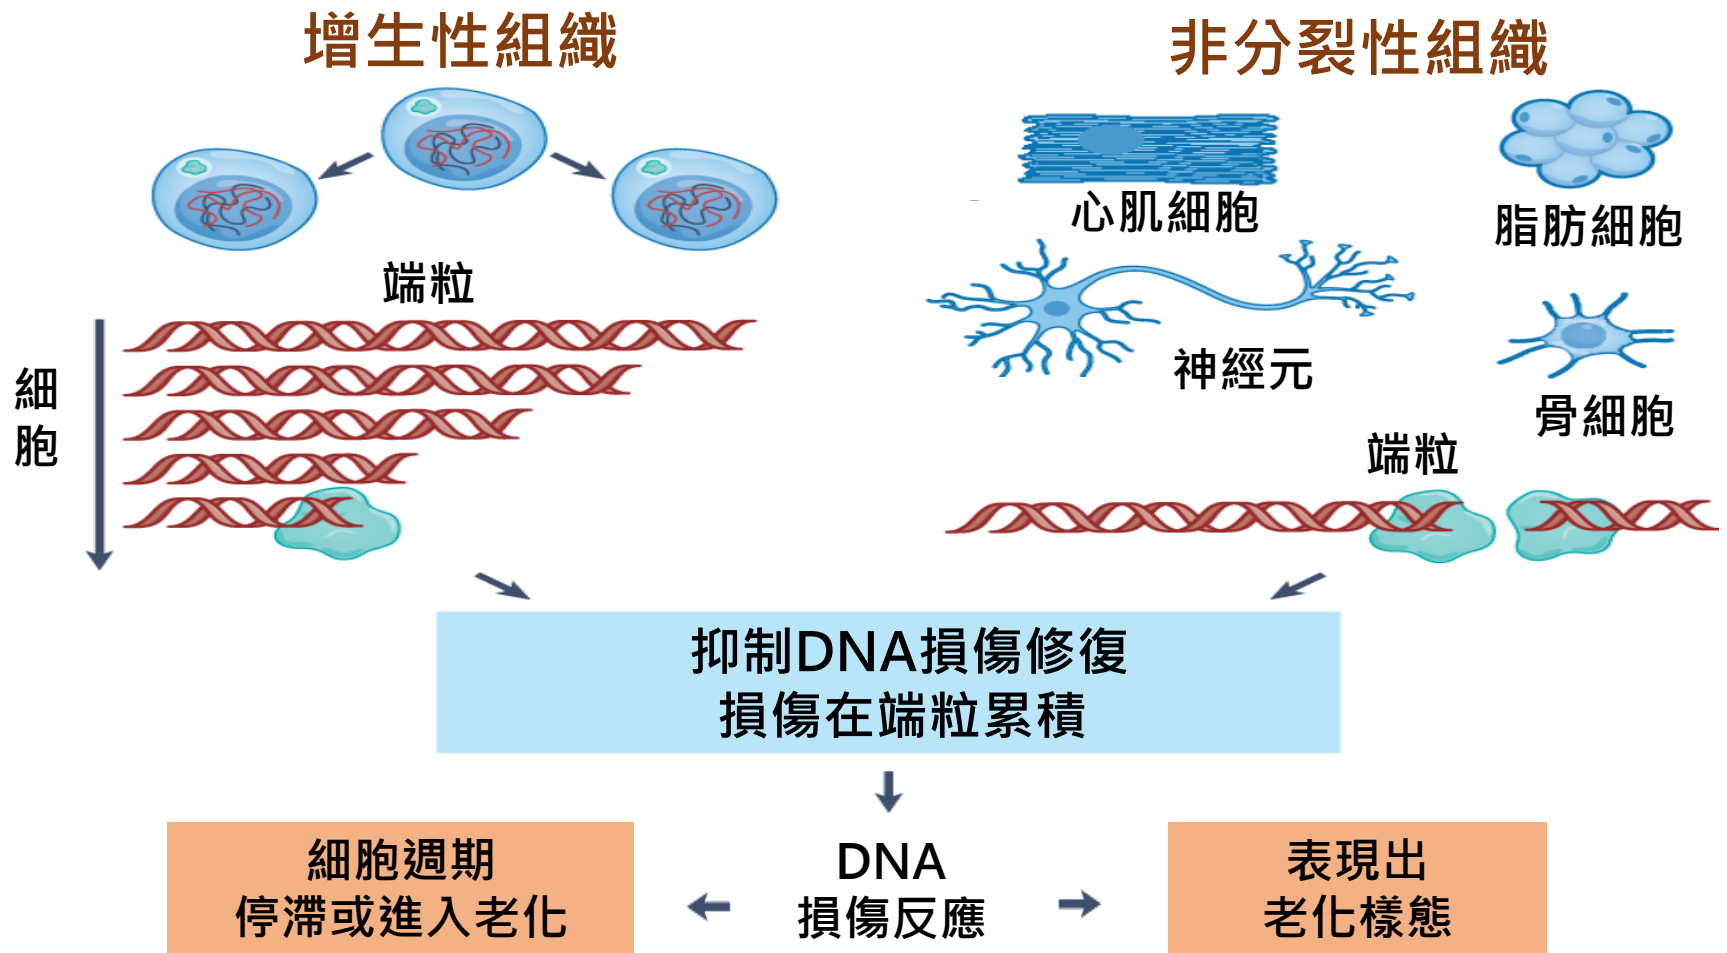 增生性組織
非分裂性組織
心肌細胞
脂肪細胞
端粒
細
胞
神經元
骨細胞
端粒
抑制DNA損傷修復
損傷在端粒累積
細胞週期
停滯或進入老化
DNA
損傷反應
表現出
老化樣態